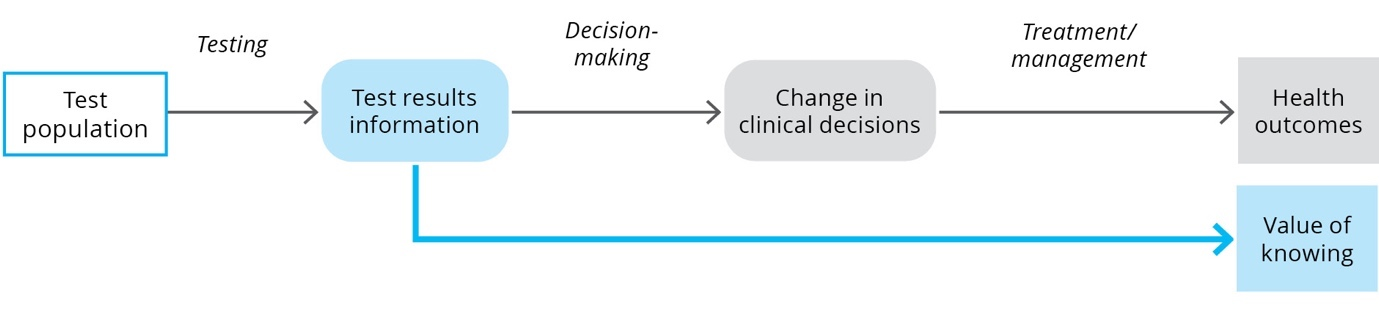 Testing
Decision-
making
Treatment/
management
Test
population
Test results
information
Change in
clinical decisions
Health
outcomes
Value of
knowing